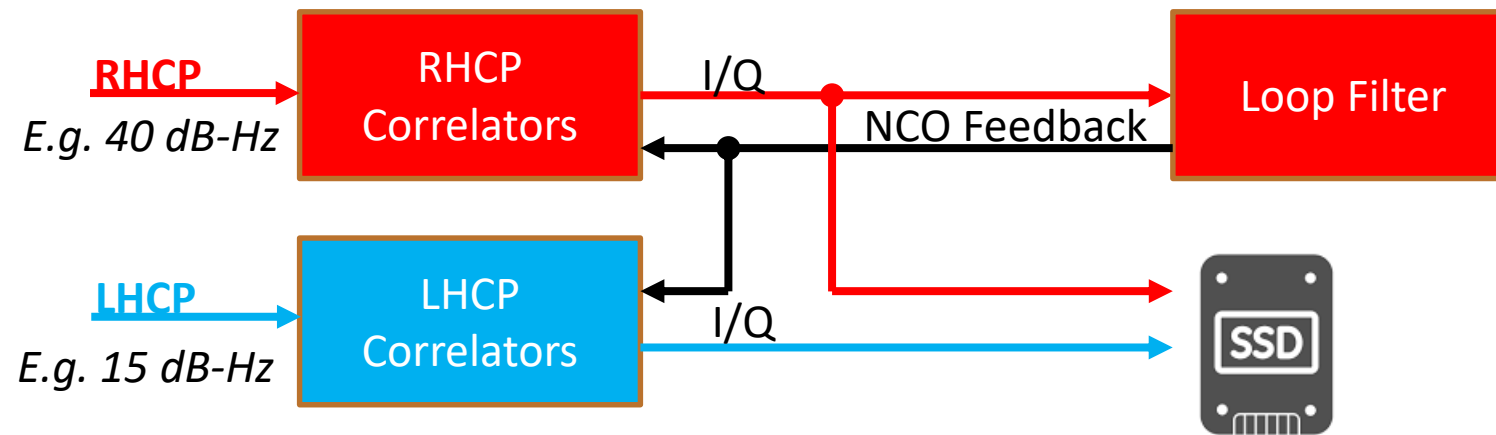 RHCP
E.g. 40 dB-Hz
RHCP
Correlators
I/Q
NCO Feedback
Loop Filter
LHCP
E.g. 15 dB-Hz
LHCP
Correlators
I/Q
SSD